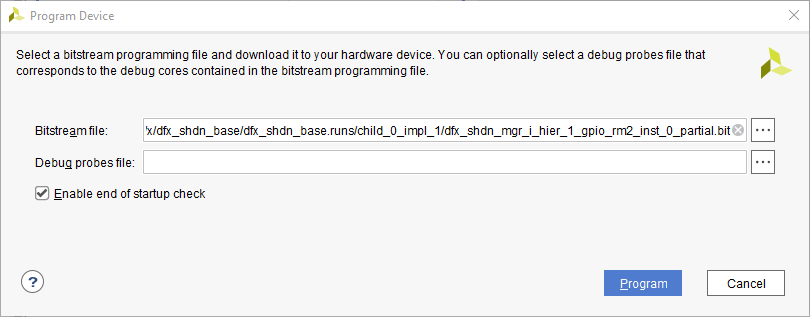 Program Device
Select a bitstream programming file and download it to your hardware device. You can optionally select a debug probes file that
corresponds to the debug cores contained in the bitstream programming file.
Bitstream file: 'x/dfx_shdn_base/dfx_shdn_base.runs/child_0_impl_1/dfx_shdn_mgr_i_hier_1_gpio_rm2_inst_0_partial.bit ...
Debug probes file: ...
Enable end of startup check
? Program Cancel